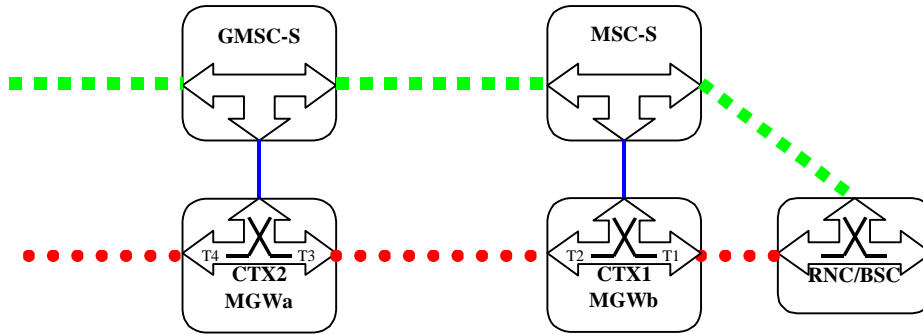 GMSC-S
MSC-S
T4
T3
CTX2
MGWa
T2
T1
CTX1
MGWb
RNC/BSC